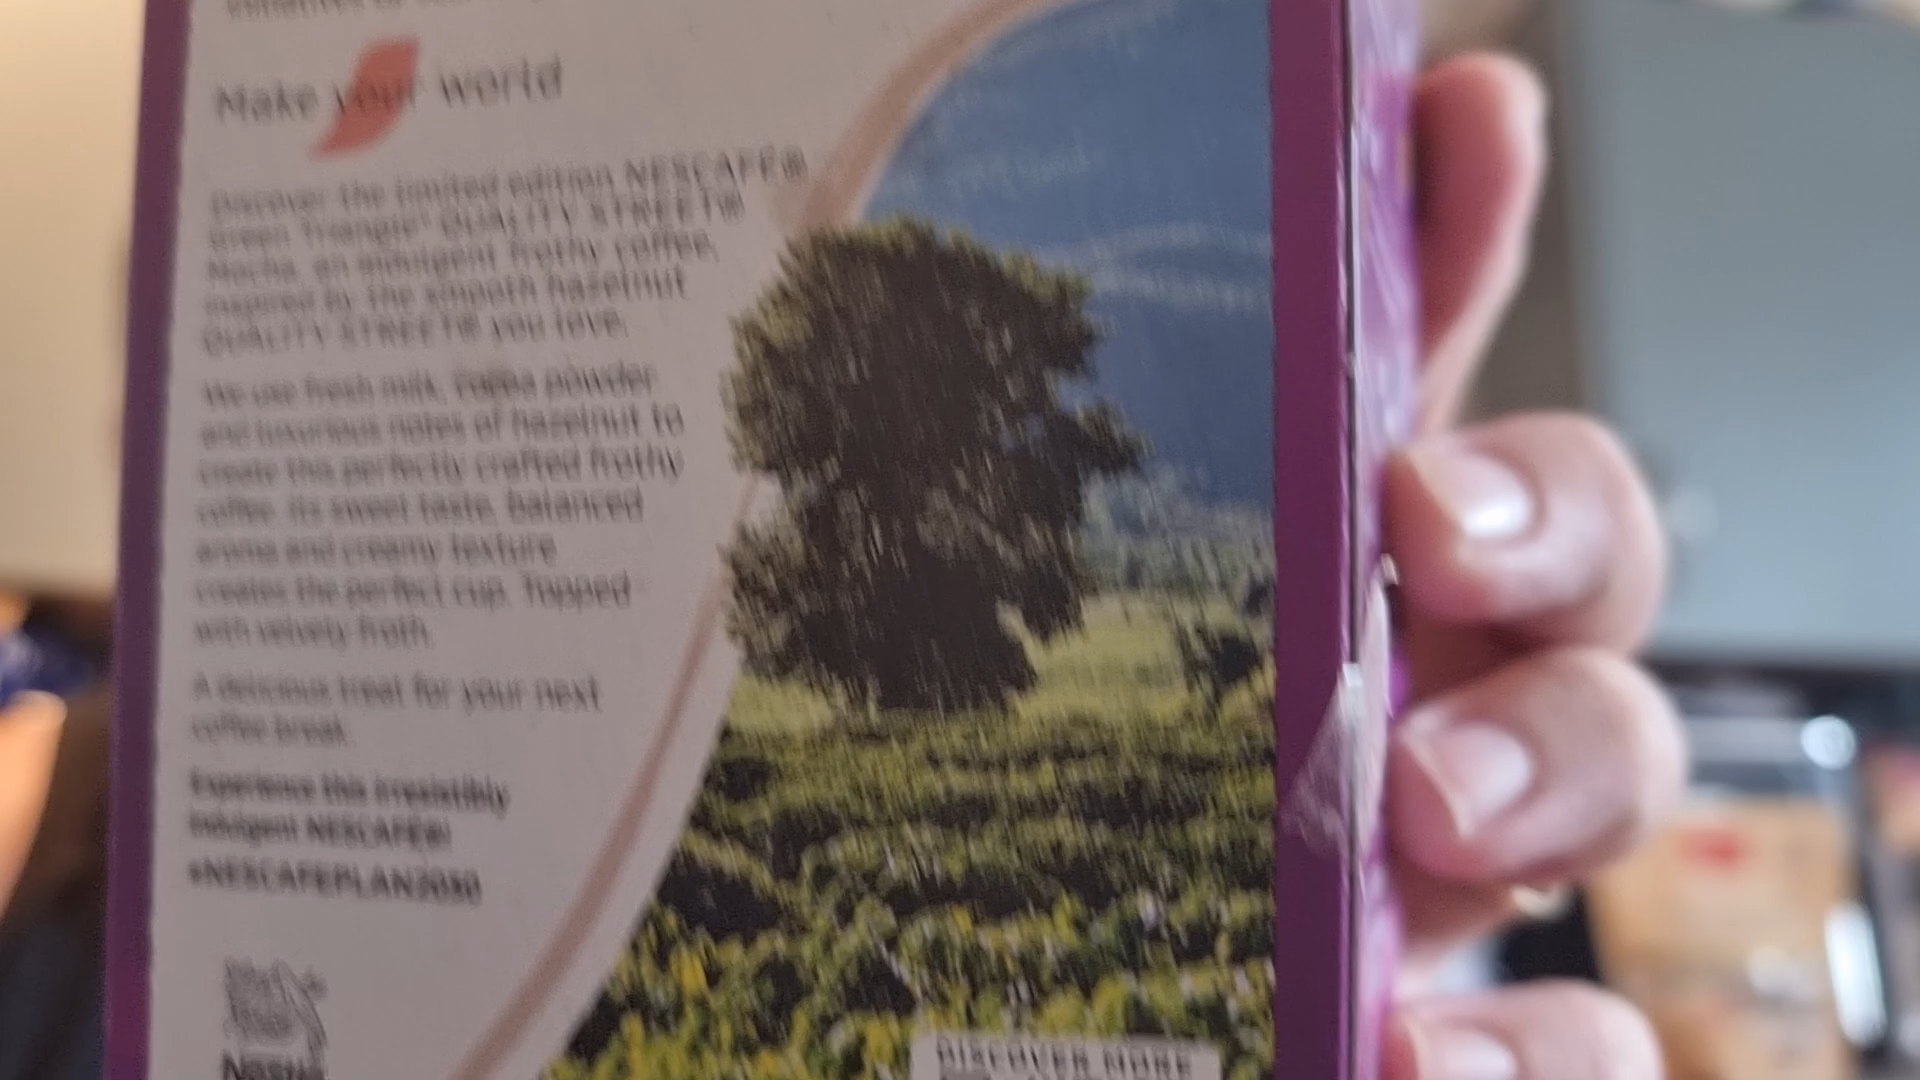 Make your world
Discover the limited edition NESCAFÉ®
Green Triangle* QUALITY STREET®
Mocha, an indulgent frothy coffee,
inspired by the smooth hazelnut
QUALITY STREET® you love.
We use fresh milk, cocoa powder
and luxurious notes of hazelnut to
create this perfectly crafted frothy
coffee. Its sweet taste, balanced
aroma and creamy texture
creates the perfect cup. Topped
with velvety froth.
A delicious treat for your next
coffee break.
Experience this irresistibly
indulgent NESCAFÉ®!
#NESCAFEPLAN2030
Nestlé
DISCOVER MORE